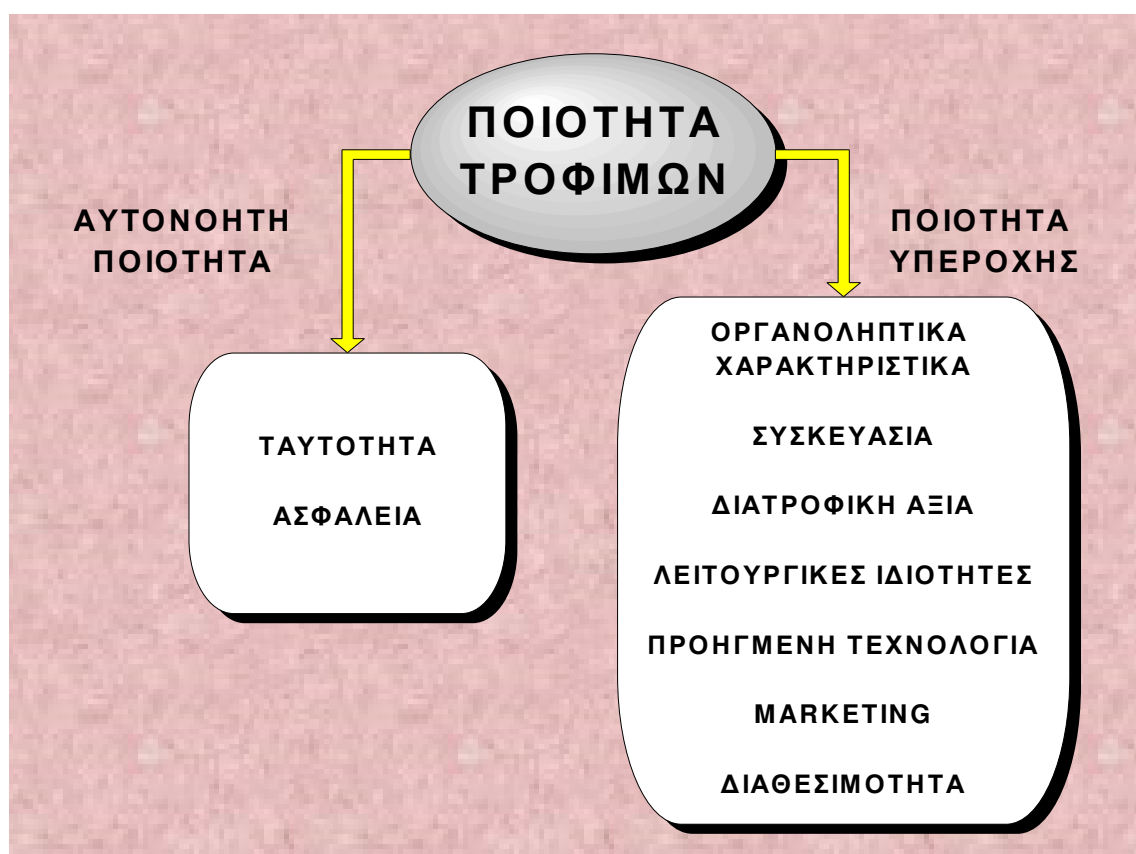 ΠΟΙΟΤΗΤΑ
ΤΡΟΦΙΜΩΝ
ΑΥΤΟΝΟΗΤΗ
ΠΟΙΟΤΗΤΑ
ΤΑΥΤΟΤΗΤΑ
ΑΣΦΑΛΕΙΑ
ΠΟΙΟΤΗΤΑ
ΥΠΕΡΟΧΗΣ
ΟΡΓΑΝΟΛΗΠΤΙΚΑ
ΧΑΡΑΚΤΗΡΙΣΤΙΚΑ
ΣΥΣΚΕΥΑΣΙΑ
ΔΙΑΤΡΟΦΙΚΗ ΑΞΙΑ
ΛΕΙΤΟΥΡΓΙΚΕΣ ΙΔΙΟΤΗΤΕΣ
ΠΡΟΗΓΜΕΝΗ ΤΕΧΝΟΛΟΓΙΑ
MARKETING
ΔΙΑΘΕΣΙΜΟΤΗΤΑ